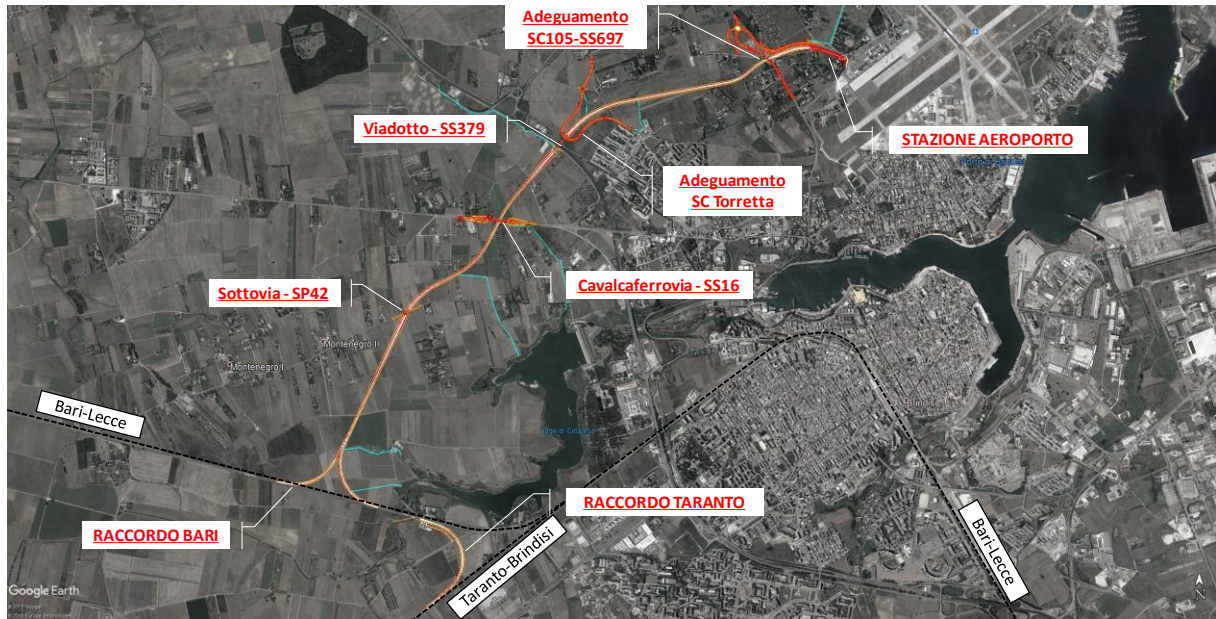 Adeguamento
SC105-SS697
Viadotto - SS379
STAZIONE AEROPORTO
Adeguamento
SC Torretta
Cavalcaferrovia - SS16
Sottovia - SP42
Montenegro II
Montenegro I
Bari-Lecce
RACCORDO BARI
RACCORDO TARANTO
Taranto-Brindisi
Bari-Lecce
Google Earth
N